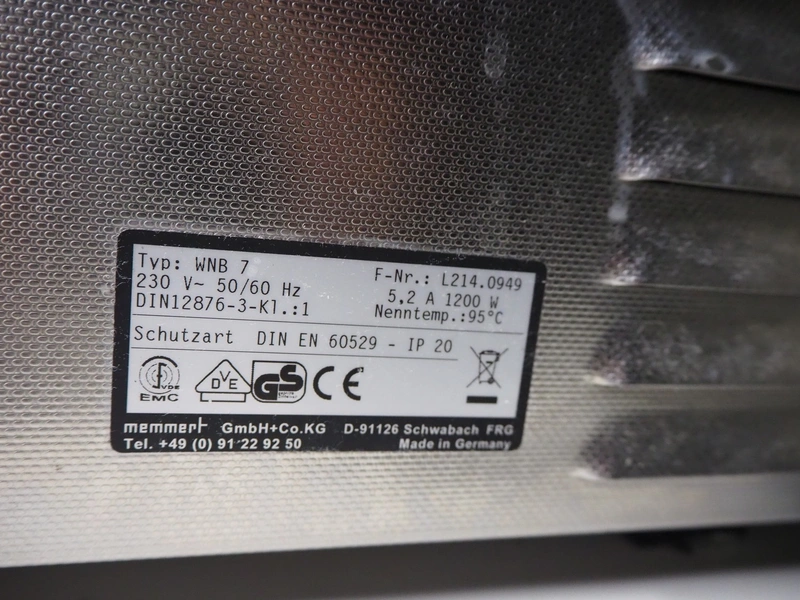 Typ: WNB 7
F-Nr.: L214.0949
230 V~ 50/60 Hz
5,2 A 1200 W
DIN12876-3-Kl.:1
Nenntemp.:95°C
Schutzart DIN EN 60529 - IP 20
VDE
EMC
DVE
GS
CE
memmert GmbH+Co.KG D-91126 Schwabach FRG
Tel. +49 (0) 91 22 92 50
Made in Germany